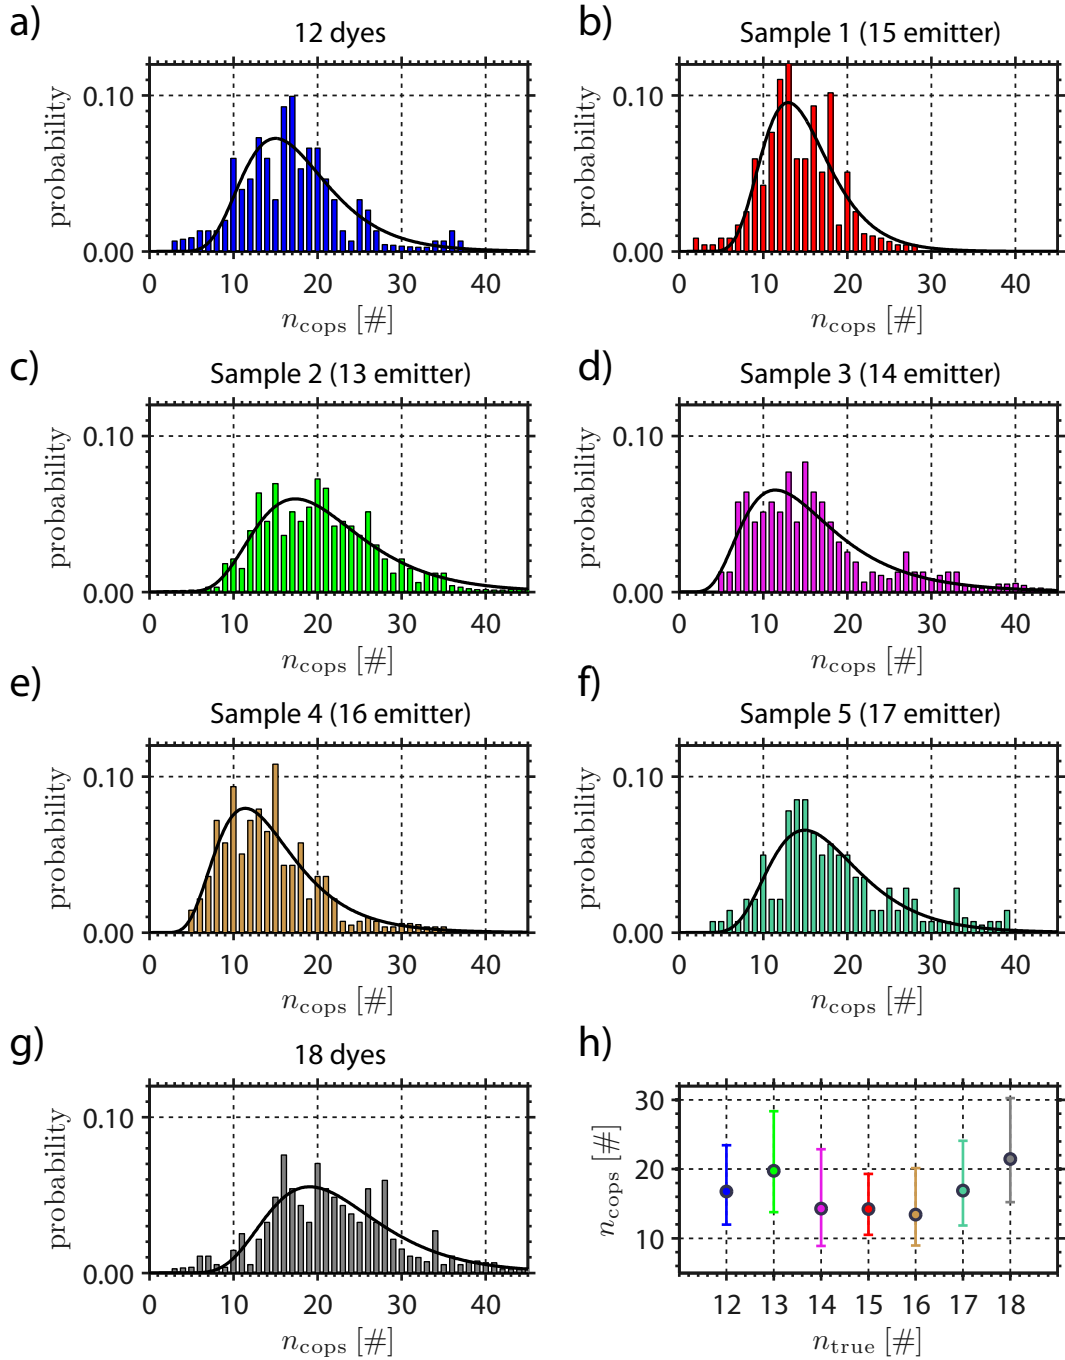 a)
12 dyes
probability
0.10
0.00
0 10 20 30 40
n_cops [#]
b)
Sample 1 (15 emitter)
probability
0.10
0.00
0 10 20 30 40
n_cops [#]
c)
Sample 2 (13 emitter)
probability
0.10
0.00
0 10 20 30 40
n_cops [#]
d)
Sample 3 (14 emitter)
probability
0.10
0.00
0 10 20 30 40
n_cops [#]
e)
Sample 4 (16 emitter)
probability
0.10
0.00
0 10 20 30 40
n_cops [#]
f)
Sample 5 (17 emitter)
probability
0.10
0.00
0 10 20 30 40
n_cops [#]
g)
18 dyes
probability
0.10
0.00
0 10 20 30 40
n_cops [#]
h)
n_cops [#]
30
20
10
12 13 14 15 16 17 18
n_true [#]